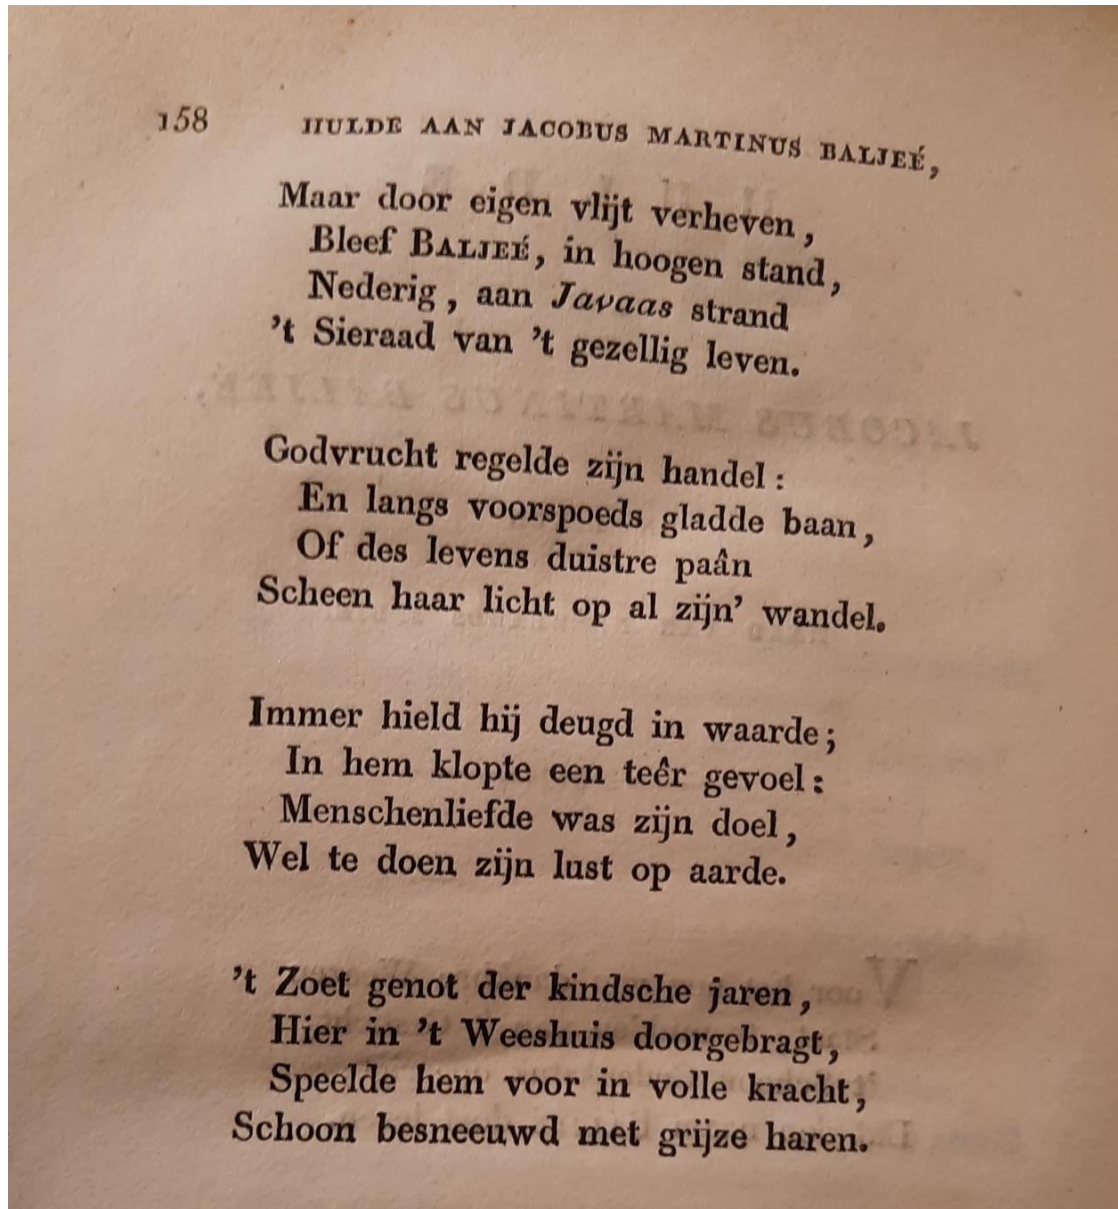 158 HULDE AAN JACOBUS MARTINUS BALJEÉ,
Maar door eigen vlijt verheven,
Bleef BALJEÉ, in hoogen stand,
Nederig, aan Javaas strand
’t Sieraad van ’t gezellig leven.
Godvrucht regelde zijn handel:
En langs voorspoeds gladde baan,
Of des levens duistre paân
Scheen haar licht op al zijn’ wandel.
Immer hield hij deugd in waarde;
In hem klopte een teêr gevoel:
Menschenliefde was zijn doel,
Wel te doen zijn lust op aarde.
’t Zoet genot der kindsche jaren,
Hier in ’t Weeshuis doorgebragt,
Speelde hem voor in volle kracht,
Schoon besneeuwd met grijze haren.